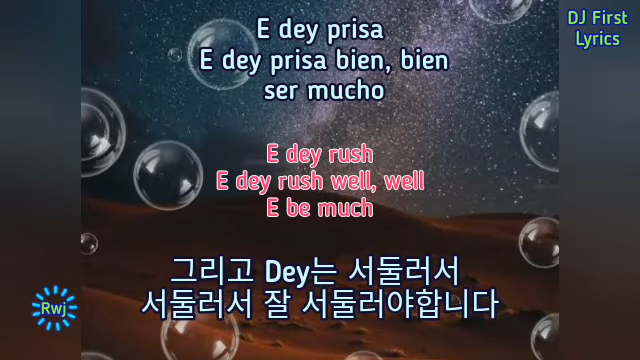 E dey prisa
E dey prisa bien, bien
ser mucho
E dey rush
E dey rush well, well
E be much
그리고 Dey는 서둘러서
서둘러서 잘 서둘러야합니다
DJ First
Lyrics
Rwj